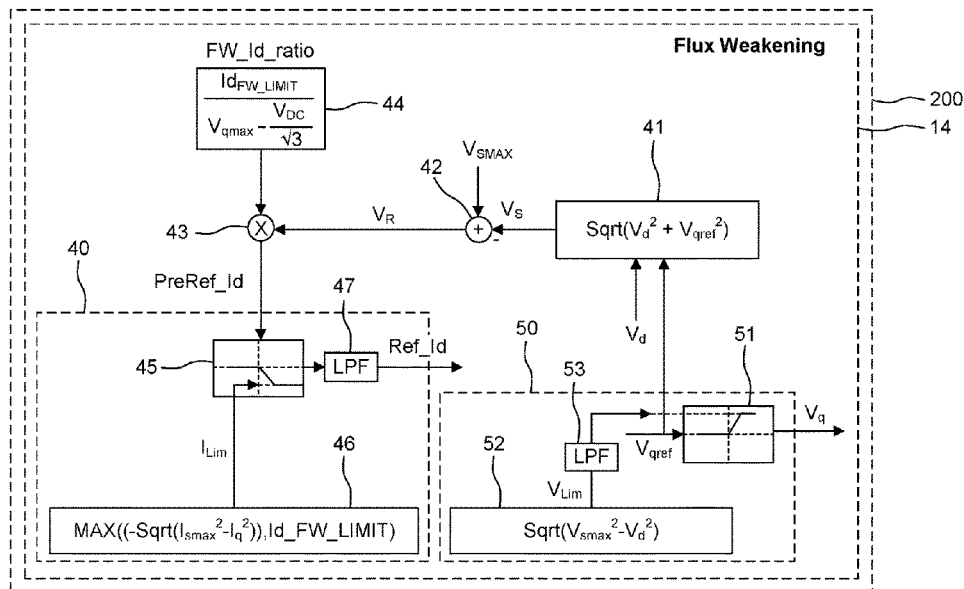 Flux Weakening
FW_Id_ratio
Id_FW_LIMIT
V_qmax - V_DC
√3
44
200
14
V_SMAX
42
41
+
-
V_S
V_R
X
43
Sqrt(V_d² + V_qref²)
40
PreRef_Id
47
45
LPF
Ref_Id
V_d
50
51
53
V_q
I_Lim
46
52
LPF
V_qref
V_Lim
MAX((-Sqrt(I_smax²-I_q²)),Id_FW_LIMIT)
Sqrt(V_smax²-V_d²)